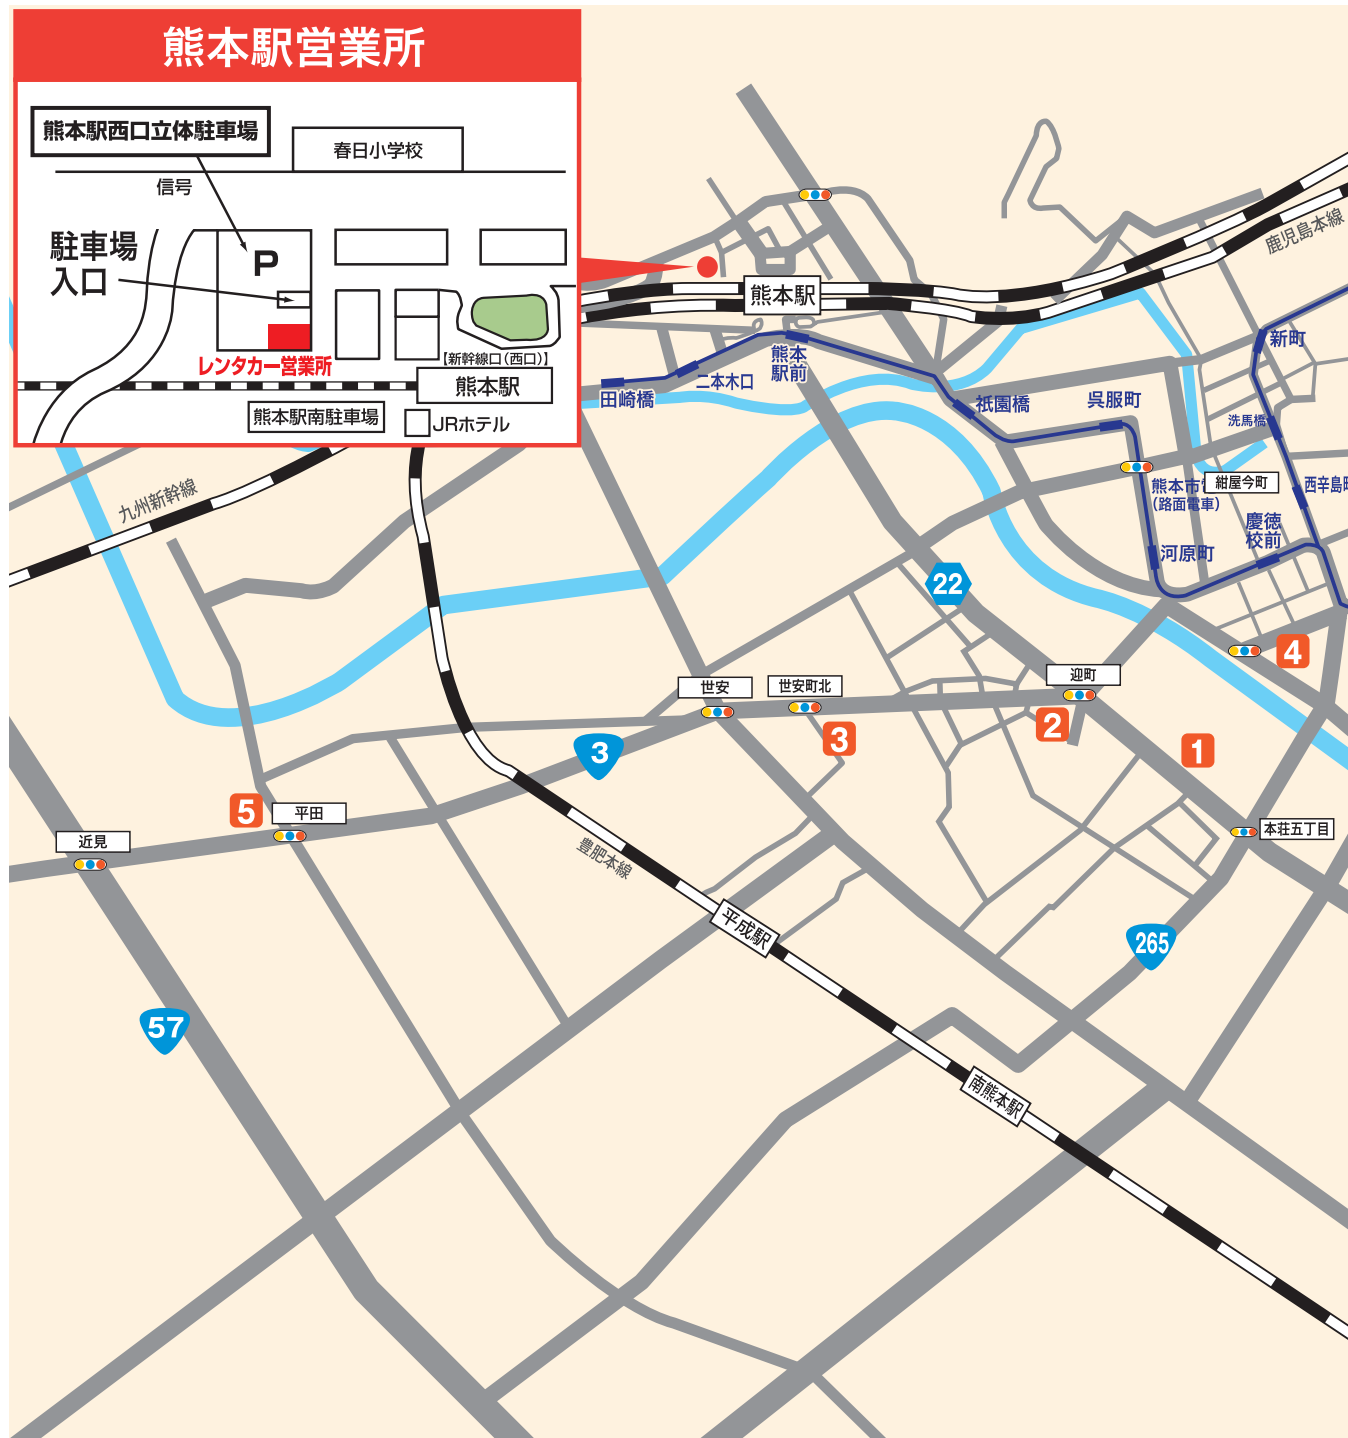 熊本駅営業所
熊本駅西口立体駐車場
春日小学校
信号
駐車場
入口
P
レンタカー営業所
【新幹線口(西口)】
熊本駅
熊本駅南駐車場
JRホテル
鹿児島本線
熊本駅
新町
熊本
駅前
二本木口
田崎橋
祇園橋
呉服町
洗馬橋
熊本市
(路面電車)
紺屋今町
西辛島
慶徳
校前
河原町
九州新幹線
22
4
迎町
世安
世安町北
2
3
3
1
5
平田
近見
本荘五丁目
豊肥本線
平成駅
265
57
南熊本駅